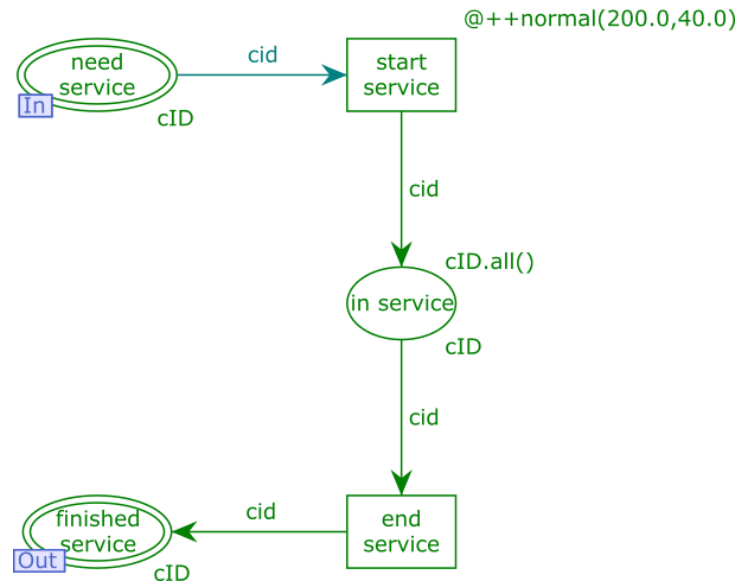 @++normal(200.0,40.0)
need
service
In
cID
cid
start
service
cid
cID.all()
in service
cID
cid
finished
service
Out
cID
cid
end
service